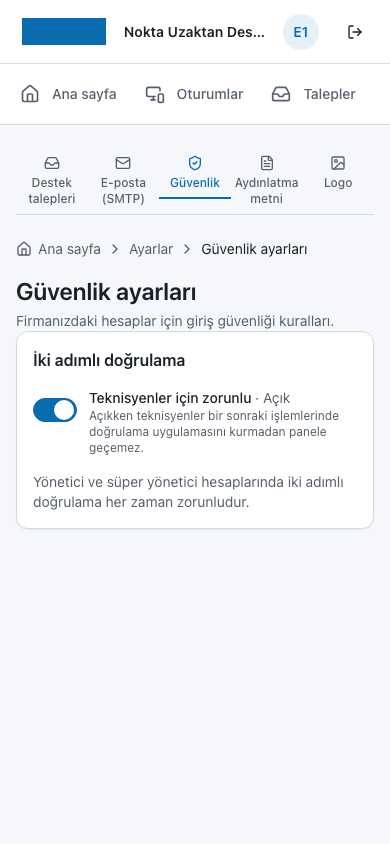 Nokta Uzaktan Des...
E1
Ana sayfa
Oturumlar
Talepler
Destek talepleri
E-posta (SMTP)
Güvenlik
Aydınlatma metni
Logo
Ana sayfa > Ayarlar > Güvenlik ayarları
Güvenlik ayarları
Firmanızdaki hesaplar için giriş güvenliği kuralları.
İki adımlı doğrulama
Teknisyenler için zorunlu · Açık
Açıkken teknisyenler bir sonraki işlemlerinde
doğrulama uygulamasını kurmadan panele
geçemez.
Yönetici ve süper yönetici hesaplarında iki adımlı
doğrulama her zaman zorunludur.